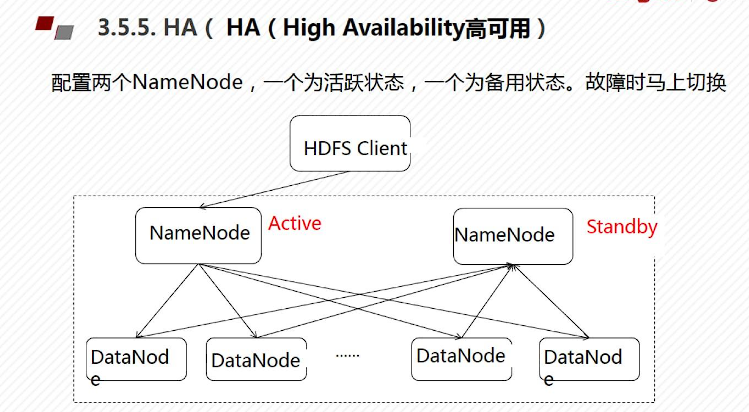 3.5.5. HA（ HA（High Availability高可用）
配置两个NameNode，一个为活跃状态，一个为备用状态。故障时马上切换
HDFS Client
NameNode
Active
NameNode
Standby
DataNod
e
DataNode
......
DataNode
DataNod
e